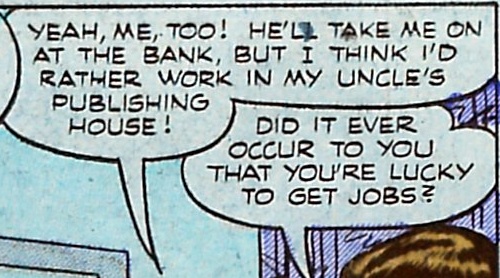 YEAH, ME, TOO! HE'LL TAKE ME ON
AT THE BANK, BUT I THINK I'D
RATHER WORK IN MY UNCLE'S
PUBLISHING
HOUSE!
DID IT EVER
OCCUR TO YOU
THAT YOU'RE LUCKY
TO GET JOBS?